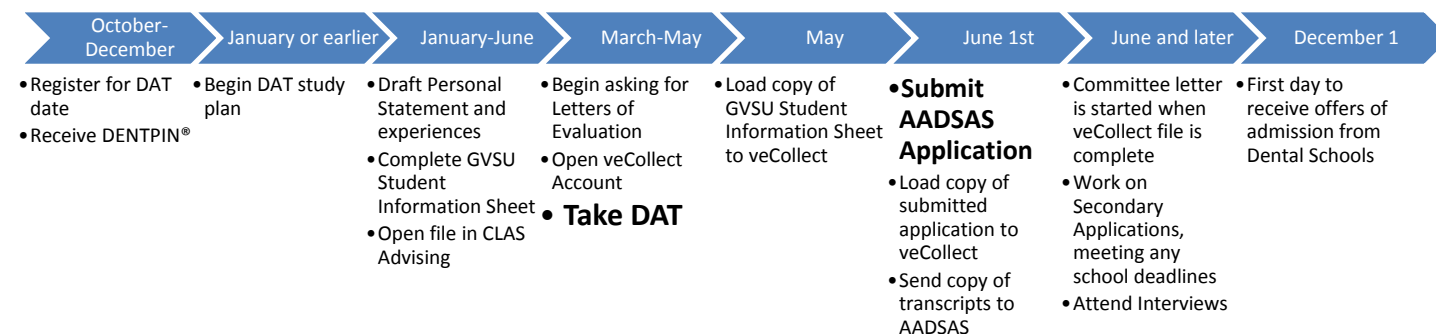 October-
December
January or earlier
January-June
March-May
May
June 1st
June and later
December 1
•Register for DAT
date
•Receive DENTPIN®
•Begin DAT study
plan
•Draft Personal
Statement and
experiences
•Complete GVSU
Student
Information Sheet
•Open file in CLAS
Advising
•Begin asking for
Letters of
Evaluation
•Open veCollect
Account
• Take DAT
•Load copy of
GVSU Student
Information Sheet
to veCollect
•Submit
AADSAS
Application
•Load copy of
submitted
application to
veCollect
•Send copy of
transcripts to
AADSAS
•Committee letter
is started when
veCollect file is
complete
•Work on
Secondary
Applications,
meeting any
school deadlines
•Attend Interviews
•First day to
receive offers of
admission from
Dental Schools